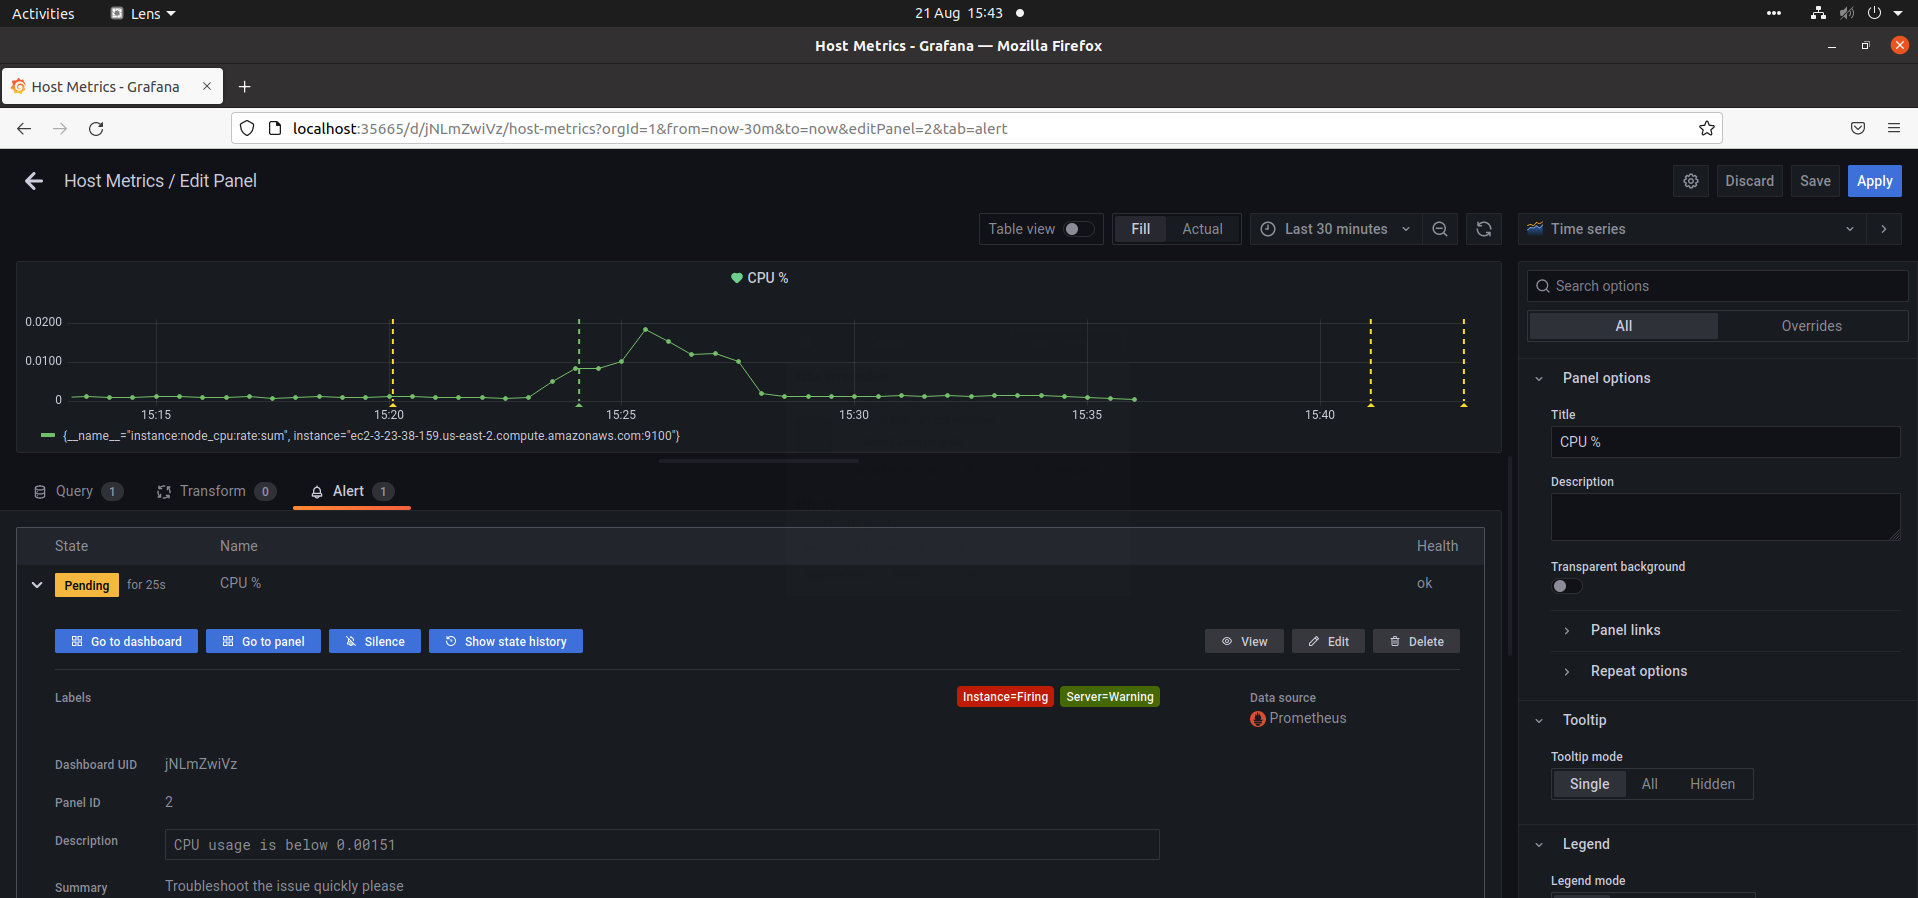 Activities
Lens
21 Aug 15:43
Host Metrics - Grafana — Mozilla Firefox
Host Metrics - Grafana
localhost:35665/d/jNLmZwiVz/host-metrics?orgId=1&from=now-30m&to=now&editPanel=2&tab=alert
Host Metrics / Edit Panel
Discard
Save
Apply
Table view
Fill
Actual
Last 30 minutes
Time series
CPU %
0.0200
0.0100
0
15:15
15:20
15:25
15:30
15:35
15:40
{__name__="instance:node_cpu:rate:sum", instance="ec2-3-23-38-159.us-east-2.compute.amazonaws.com:9100"}
Query 1
Transform 0
Alert 1
State
Name
Health
Pending for 25s
CPU %
ok
Go to dashboard
Go to panel
Silence
Show state history
View
Edit
Delete
Labels
Instance=Firing
Server=Warning
Data source
Prometheus
Dashboard UID
jNLmZwiVz
Panel ID
2
Description
CPU usage is below 0.00151
Summary
Troubleshoot the issue quickly please
Search options
All
Overrides
Panel options
Title
CPU %
Description
Transparent background
Panel links
Repeat options
Tooltip
Tooltip mode
Single
All
Hidden
Legend
Legend mode